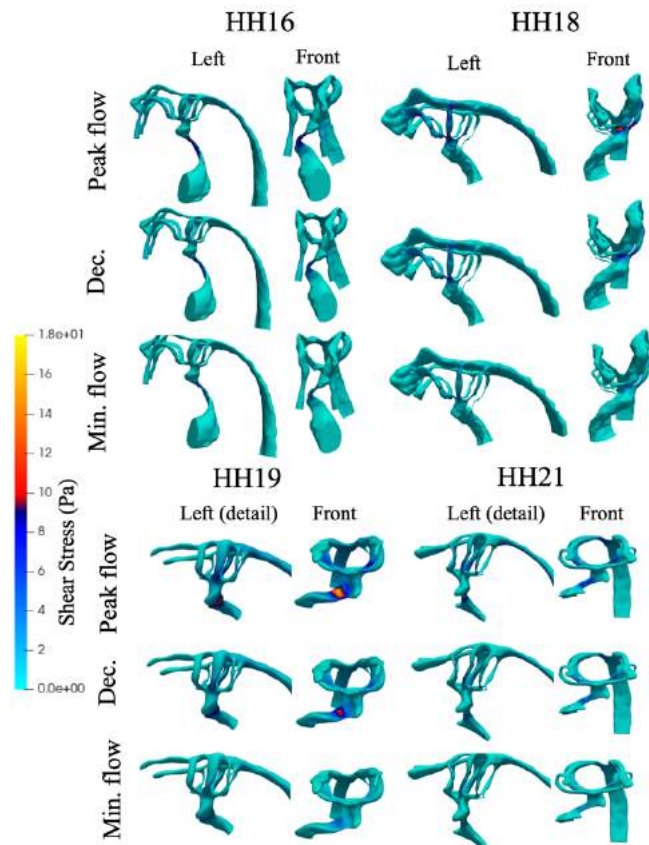 HH16
HH18
Left
Front
Left
Front
Peak flow
Dec.
Min. flow
1.8e+01
16
14
12
10
8
6
4
2
0.0e+00
Shear Stress (Pa)
HH19
HH21
Left (detail)
Front
Left (detail)
Front
Peak flow
Dec.
Min. flow